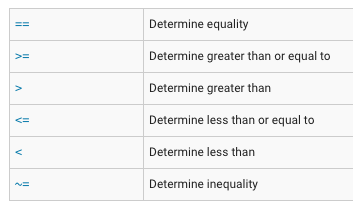 == Determine equality
>= Determine greater than or equal to
> Determine greater than
<= Determine less than or equal to
< Determine less than
~= Determine inequality